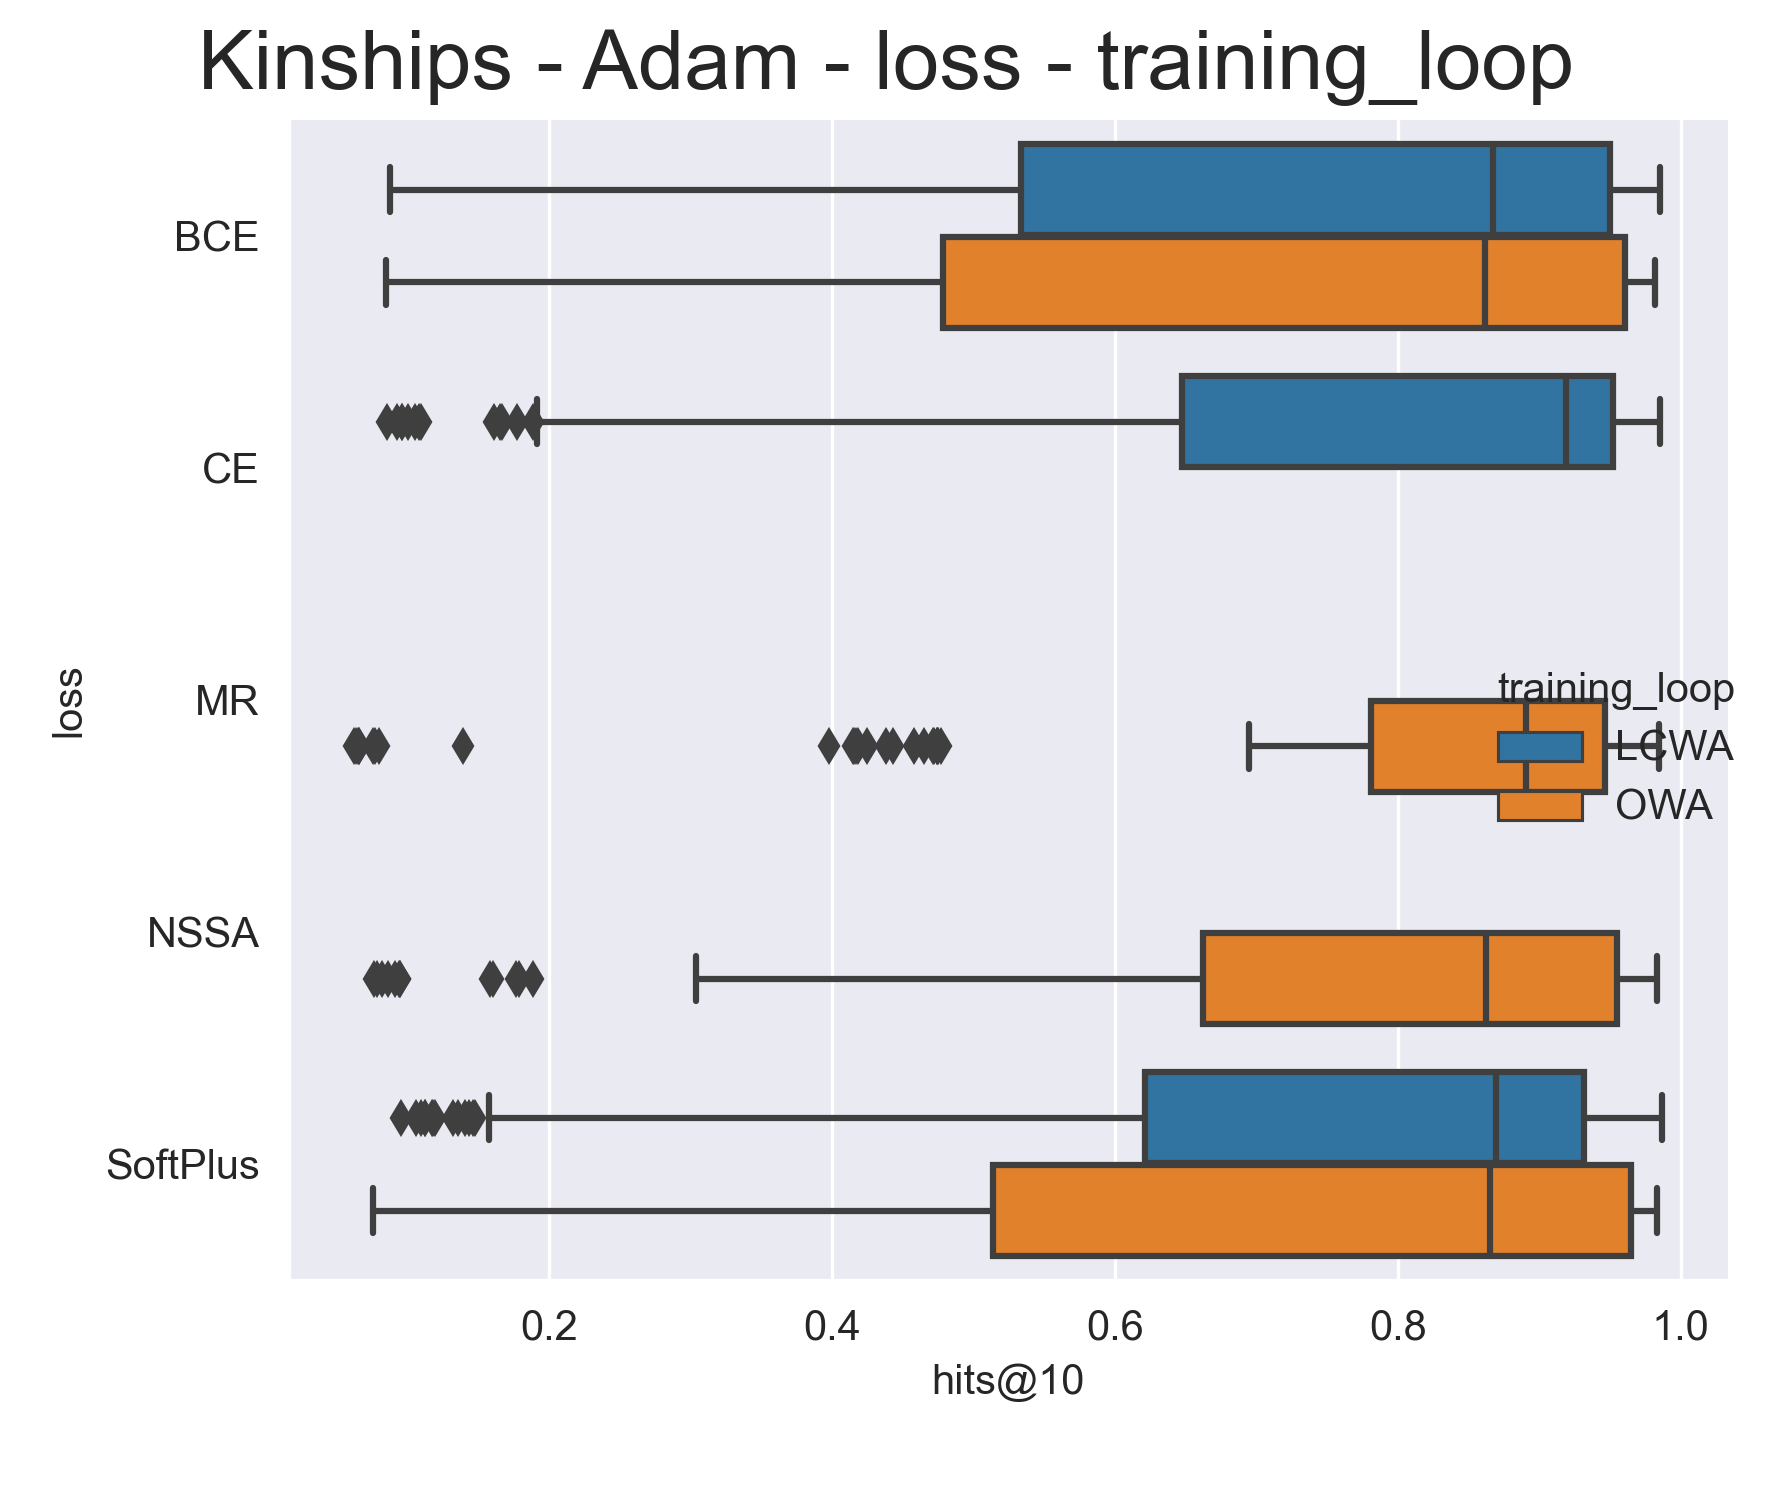 Kinships - Adam - loss - training_loop
BCE
CE
MR
NSSA
SoftPlus
loss
training_loop
LCWA
OWA
0.2 0.4 0.6 0.8 1.0
hits@10